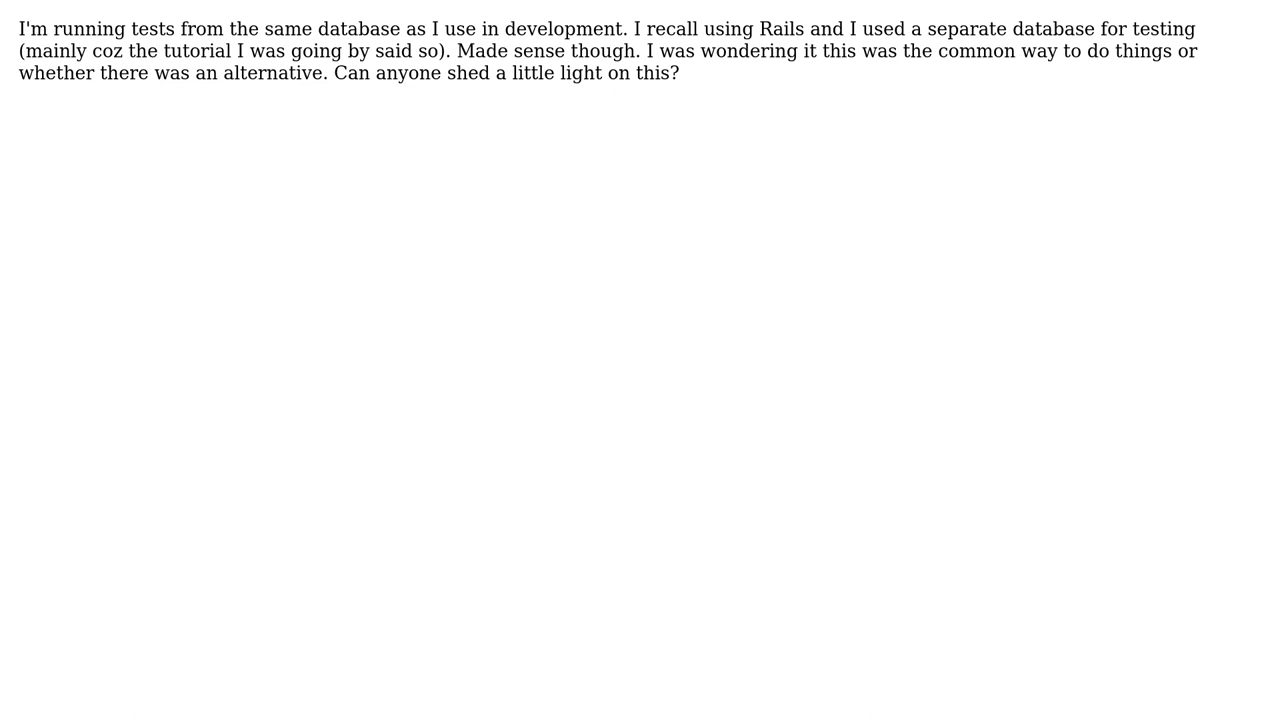 I'm running tests from the same database as I use in development. I recall using Rails and I used a separate database for testing
(mainly coz the tutorial I was going by said so). Made sense though. I was wondering it this was the common way to do things or
whether there was an alternative. Can anyone shed a little light on this?